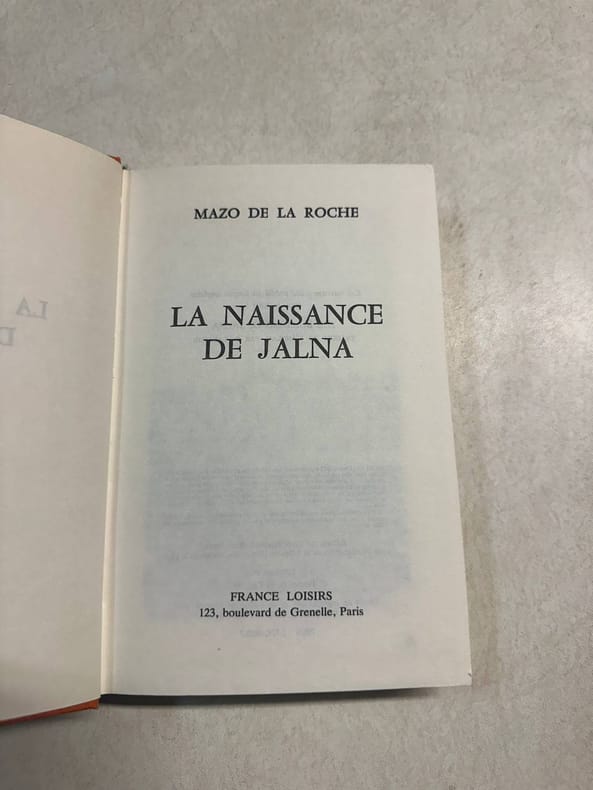 MAZO DE LA ROCHE
LA NAISSANCE
DE JALNA
FRANCE LOISIRS
123, boulevard de Grenelle, Paris